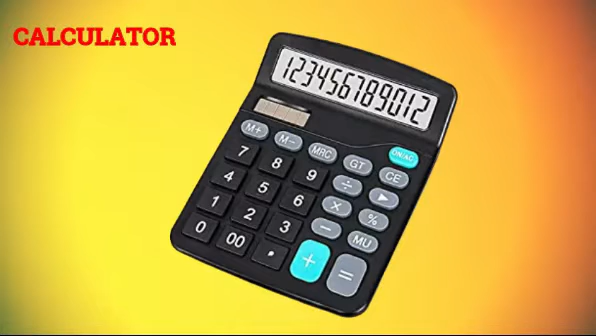 CALCULATOR
123456789012
M+ M- MRC GT ON/AC
7 8 9 ÷ ▶ CE
4 5 6 × %
1 2 3 − MU
0 00 . + =